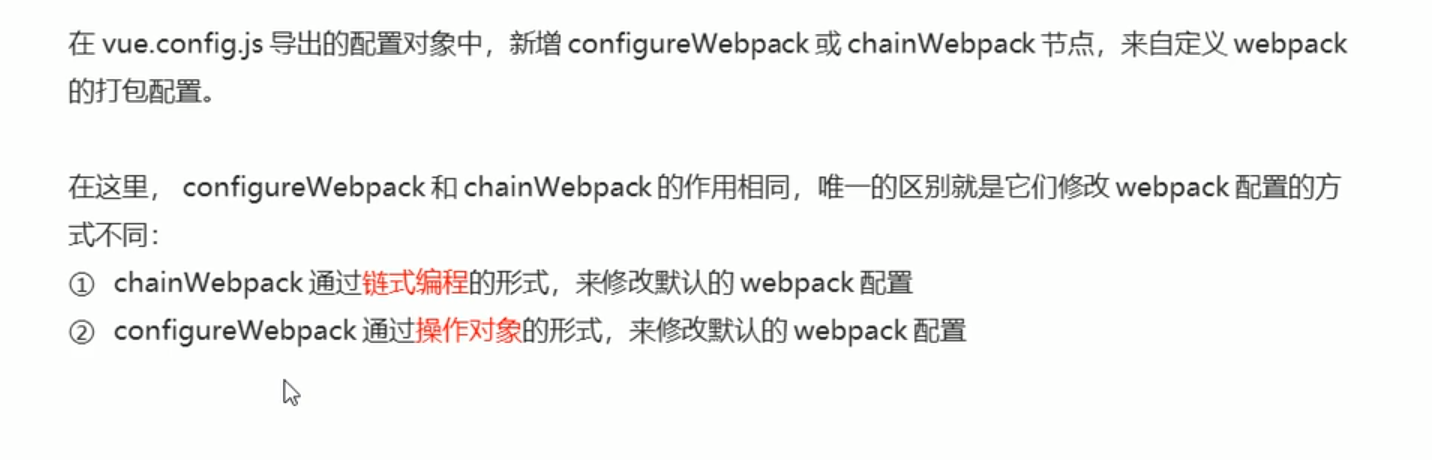 在 vue.config.js 导出的配置对象中，新增 configureWebpack 或 chainWebpack 节点，来自定义 webpack
的打包配置。
在这里， configureWebpack 和 chainWebpack 的作用相同，唯一的区别就是它们修改 webpack 配置的方
式不同：
① chainWebpack 通过链式编程的形式，来修改默认的 webpack 配置
② configureWebpack 通过操作对象的形式，来修改默认的 webpack 配置